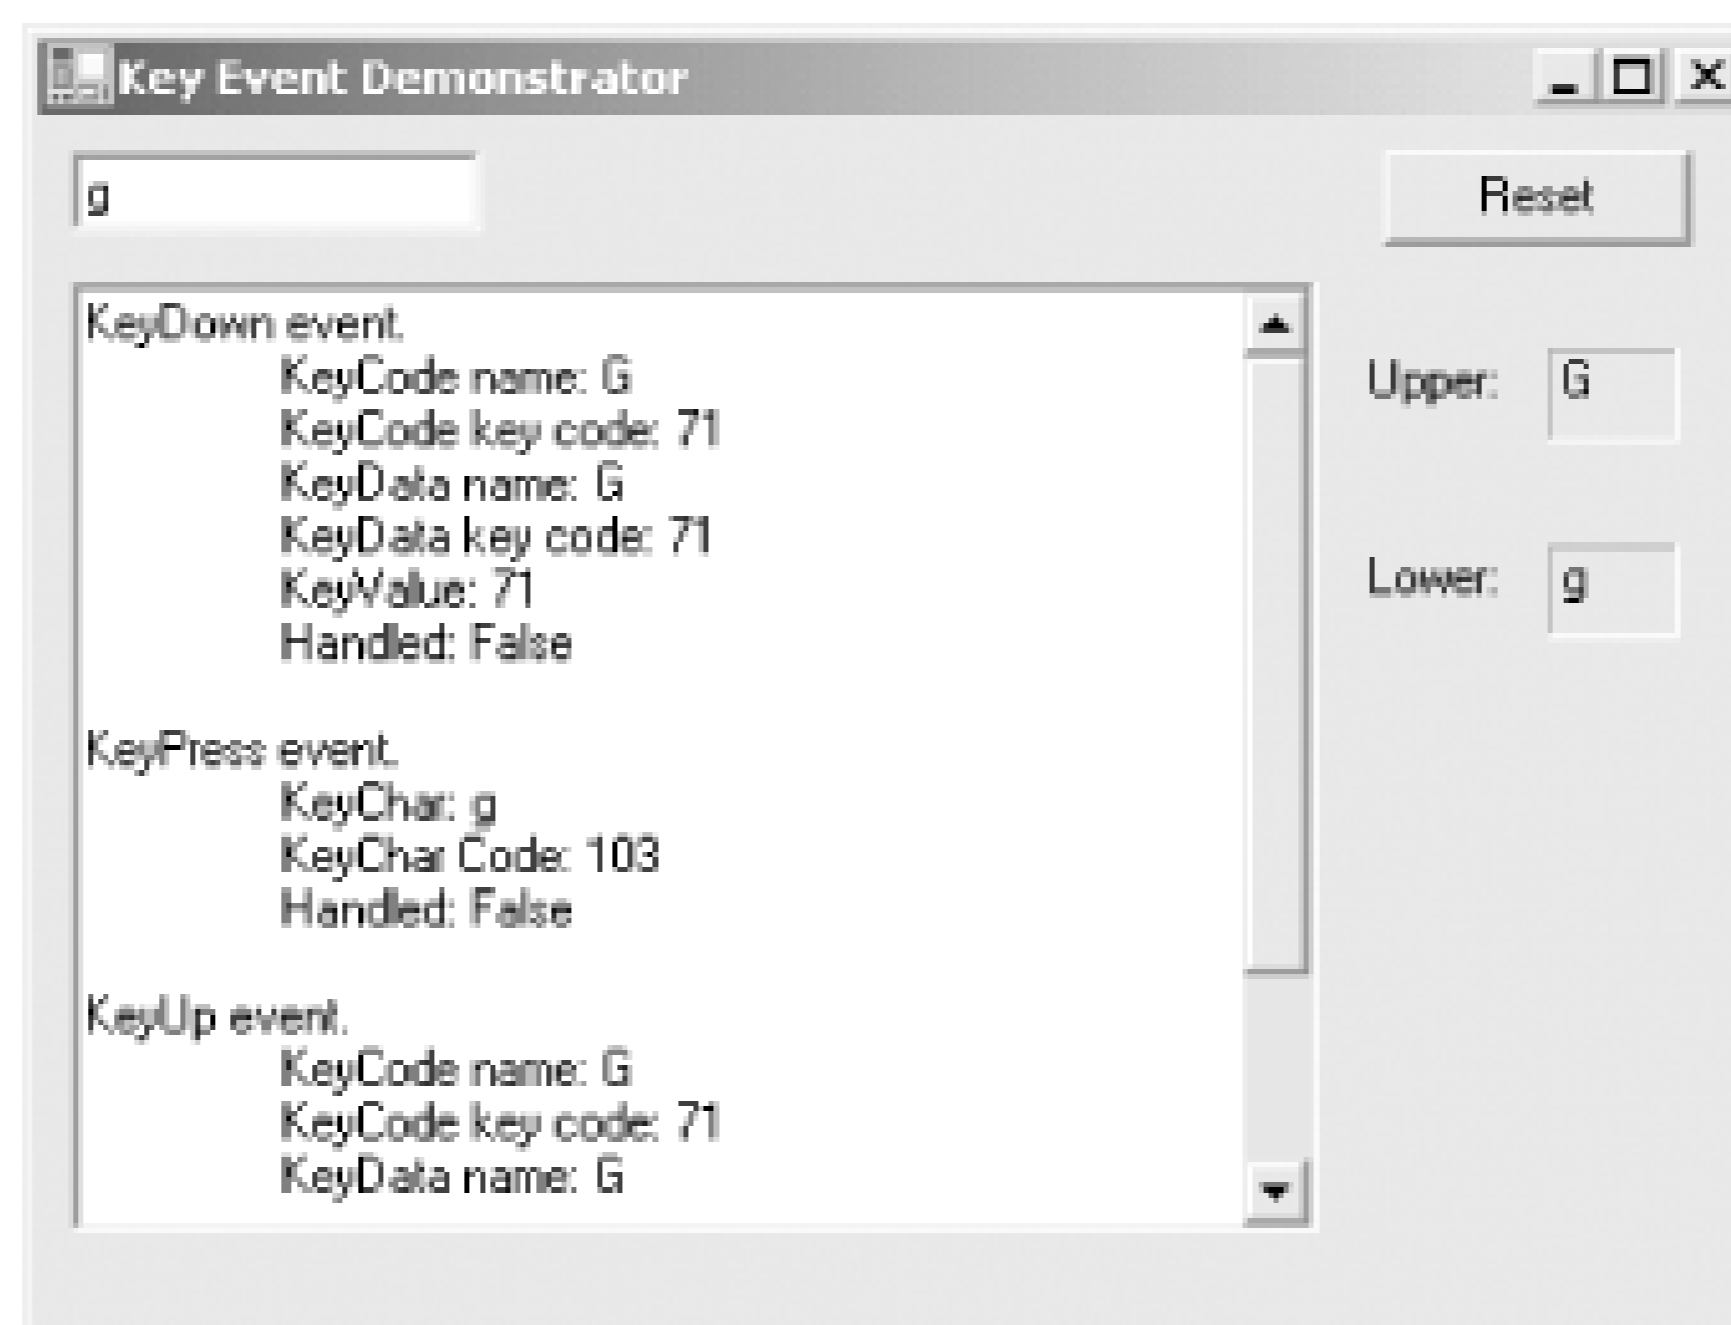 Key Event Demonstrator
g
Reset
KeyDown event.
KeyCode name: G
KeyCode key code: 71
KeyData name: G
KeyData key code: 71
KeyValue: 71
Handled: False
KeyPress event.
KeyChar: g
KeyChar Code: 103
Handled: False
KeyUp event.
KeyCode name: G
KeyCode key code: 71
KeyData name: G
Upper: G
Lower: g